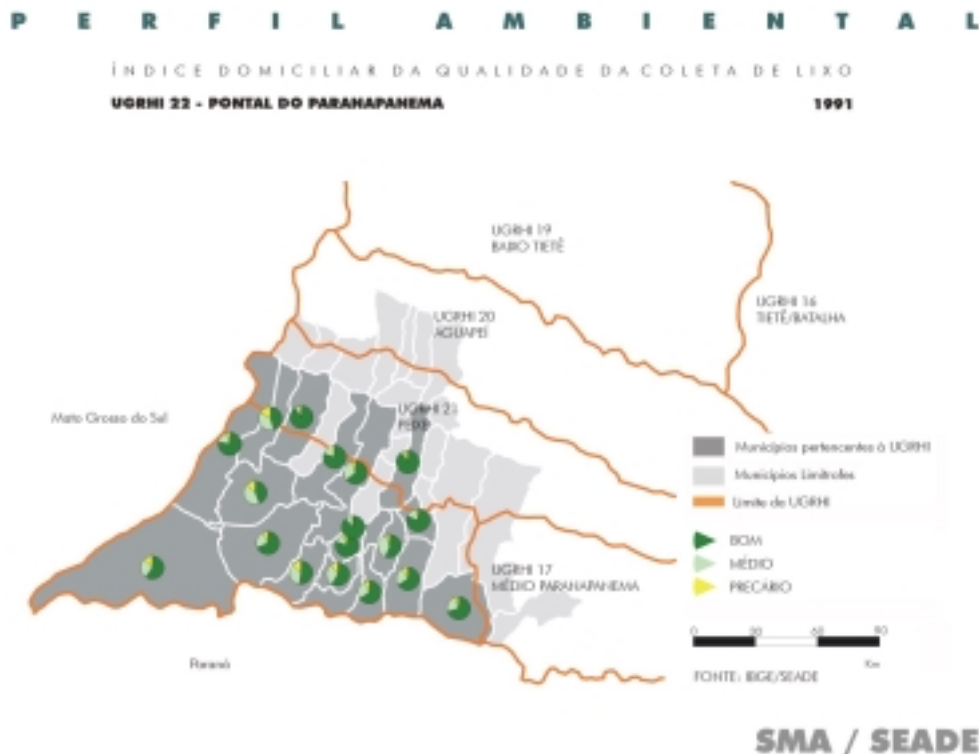 PERFIL AMBIENTAL
ÍNDICE DOMICILIAR DA QUALIDADE DA COLETA DE LIXO
UGRHI 22 - PONTAL DO PARANAPANEMA 1991
UGRHI 19
BAIXO TIETÊ
UGRHI 16
TIETÊ/BATALHA
UGRHI 20
AGUAPEÍ
Mato Grosso do Sul
UGRHI 21
PEIXE
Municípios pertencentes à UGRHI
Municípios Limítrofes
Limite de UGRHI
BOM
MÉDIO
PRECÁRIO
UGRHI 17
MÉDIO PARANAPANEMA
0 30 60 90
Km
Paraná
FONTE: IBGE/SEADE
SMA / SEADE